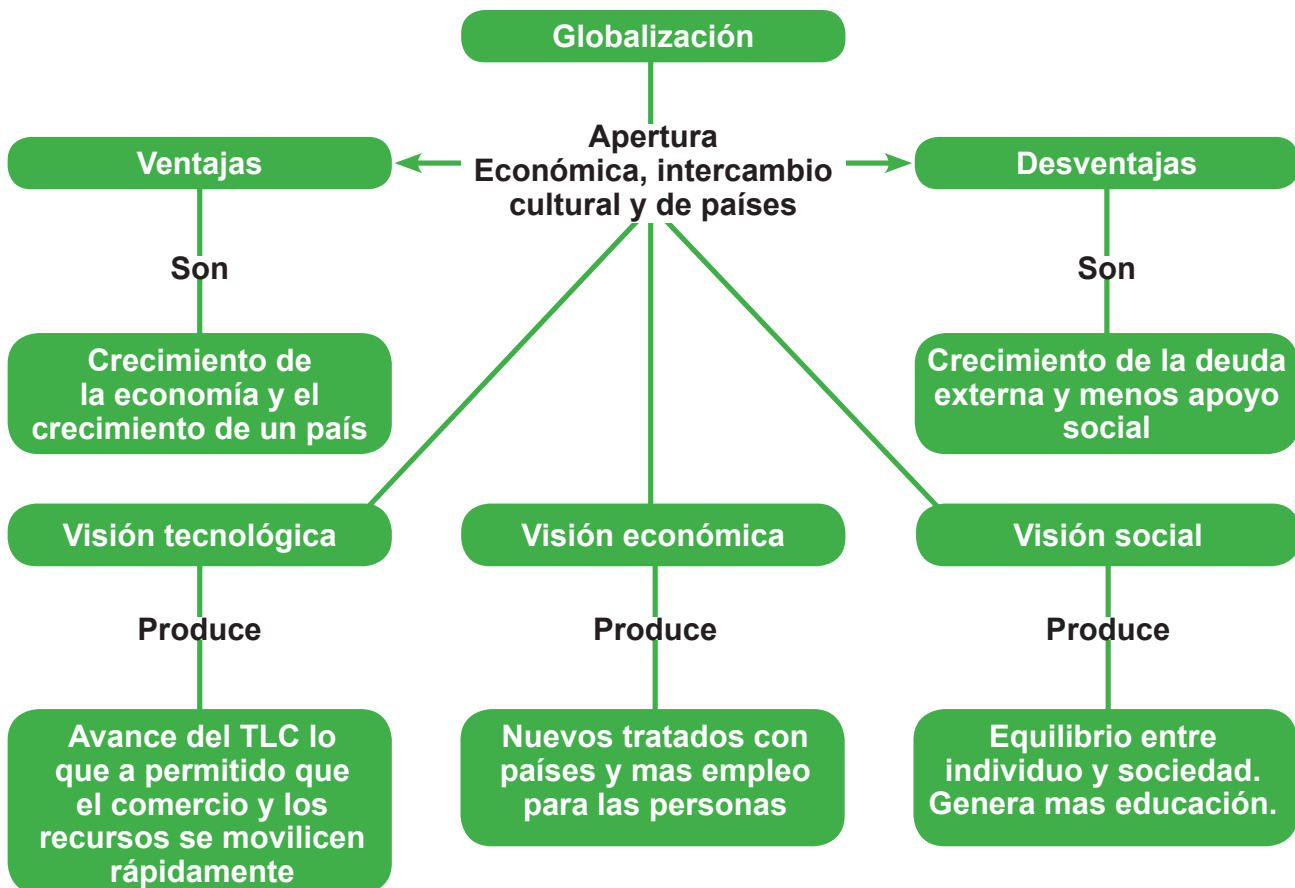 Globalización
Apertura
Económica, intercambio
cultural y de países
Ventajas
Desventajas
Son
Son
Crecimiento de
la economía y el
crecimiento de un país
Crecimiento de la deuda
externa y menos apoyo
social
Visión tecnológica
Visión económica
Visión social
Produce
Produce
Produce
Avance del TLC lo
que a permitido que
el comercio y los
recursos se movilicen
rápidamente
Nuevos tratados con
países y mas empleo
para las personas
Equilibrio entre
individuo y sociedad.
Genera mas educación.